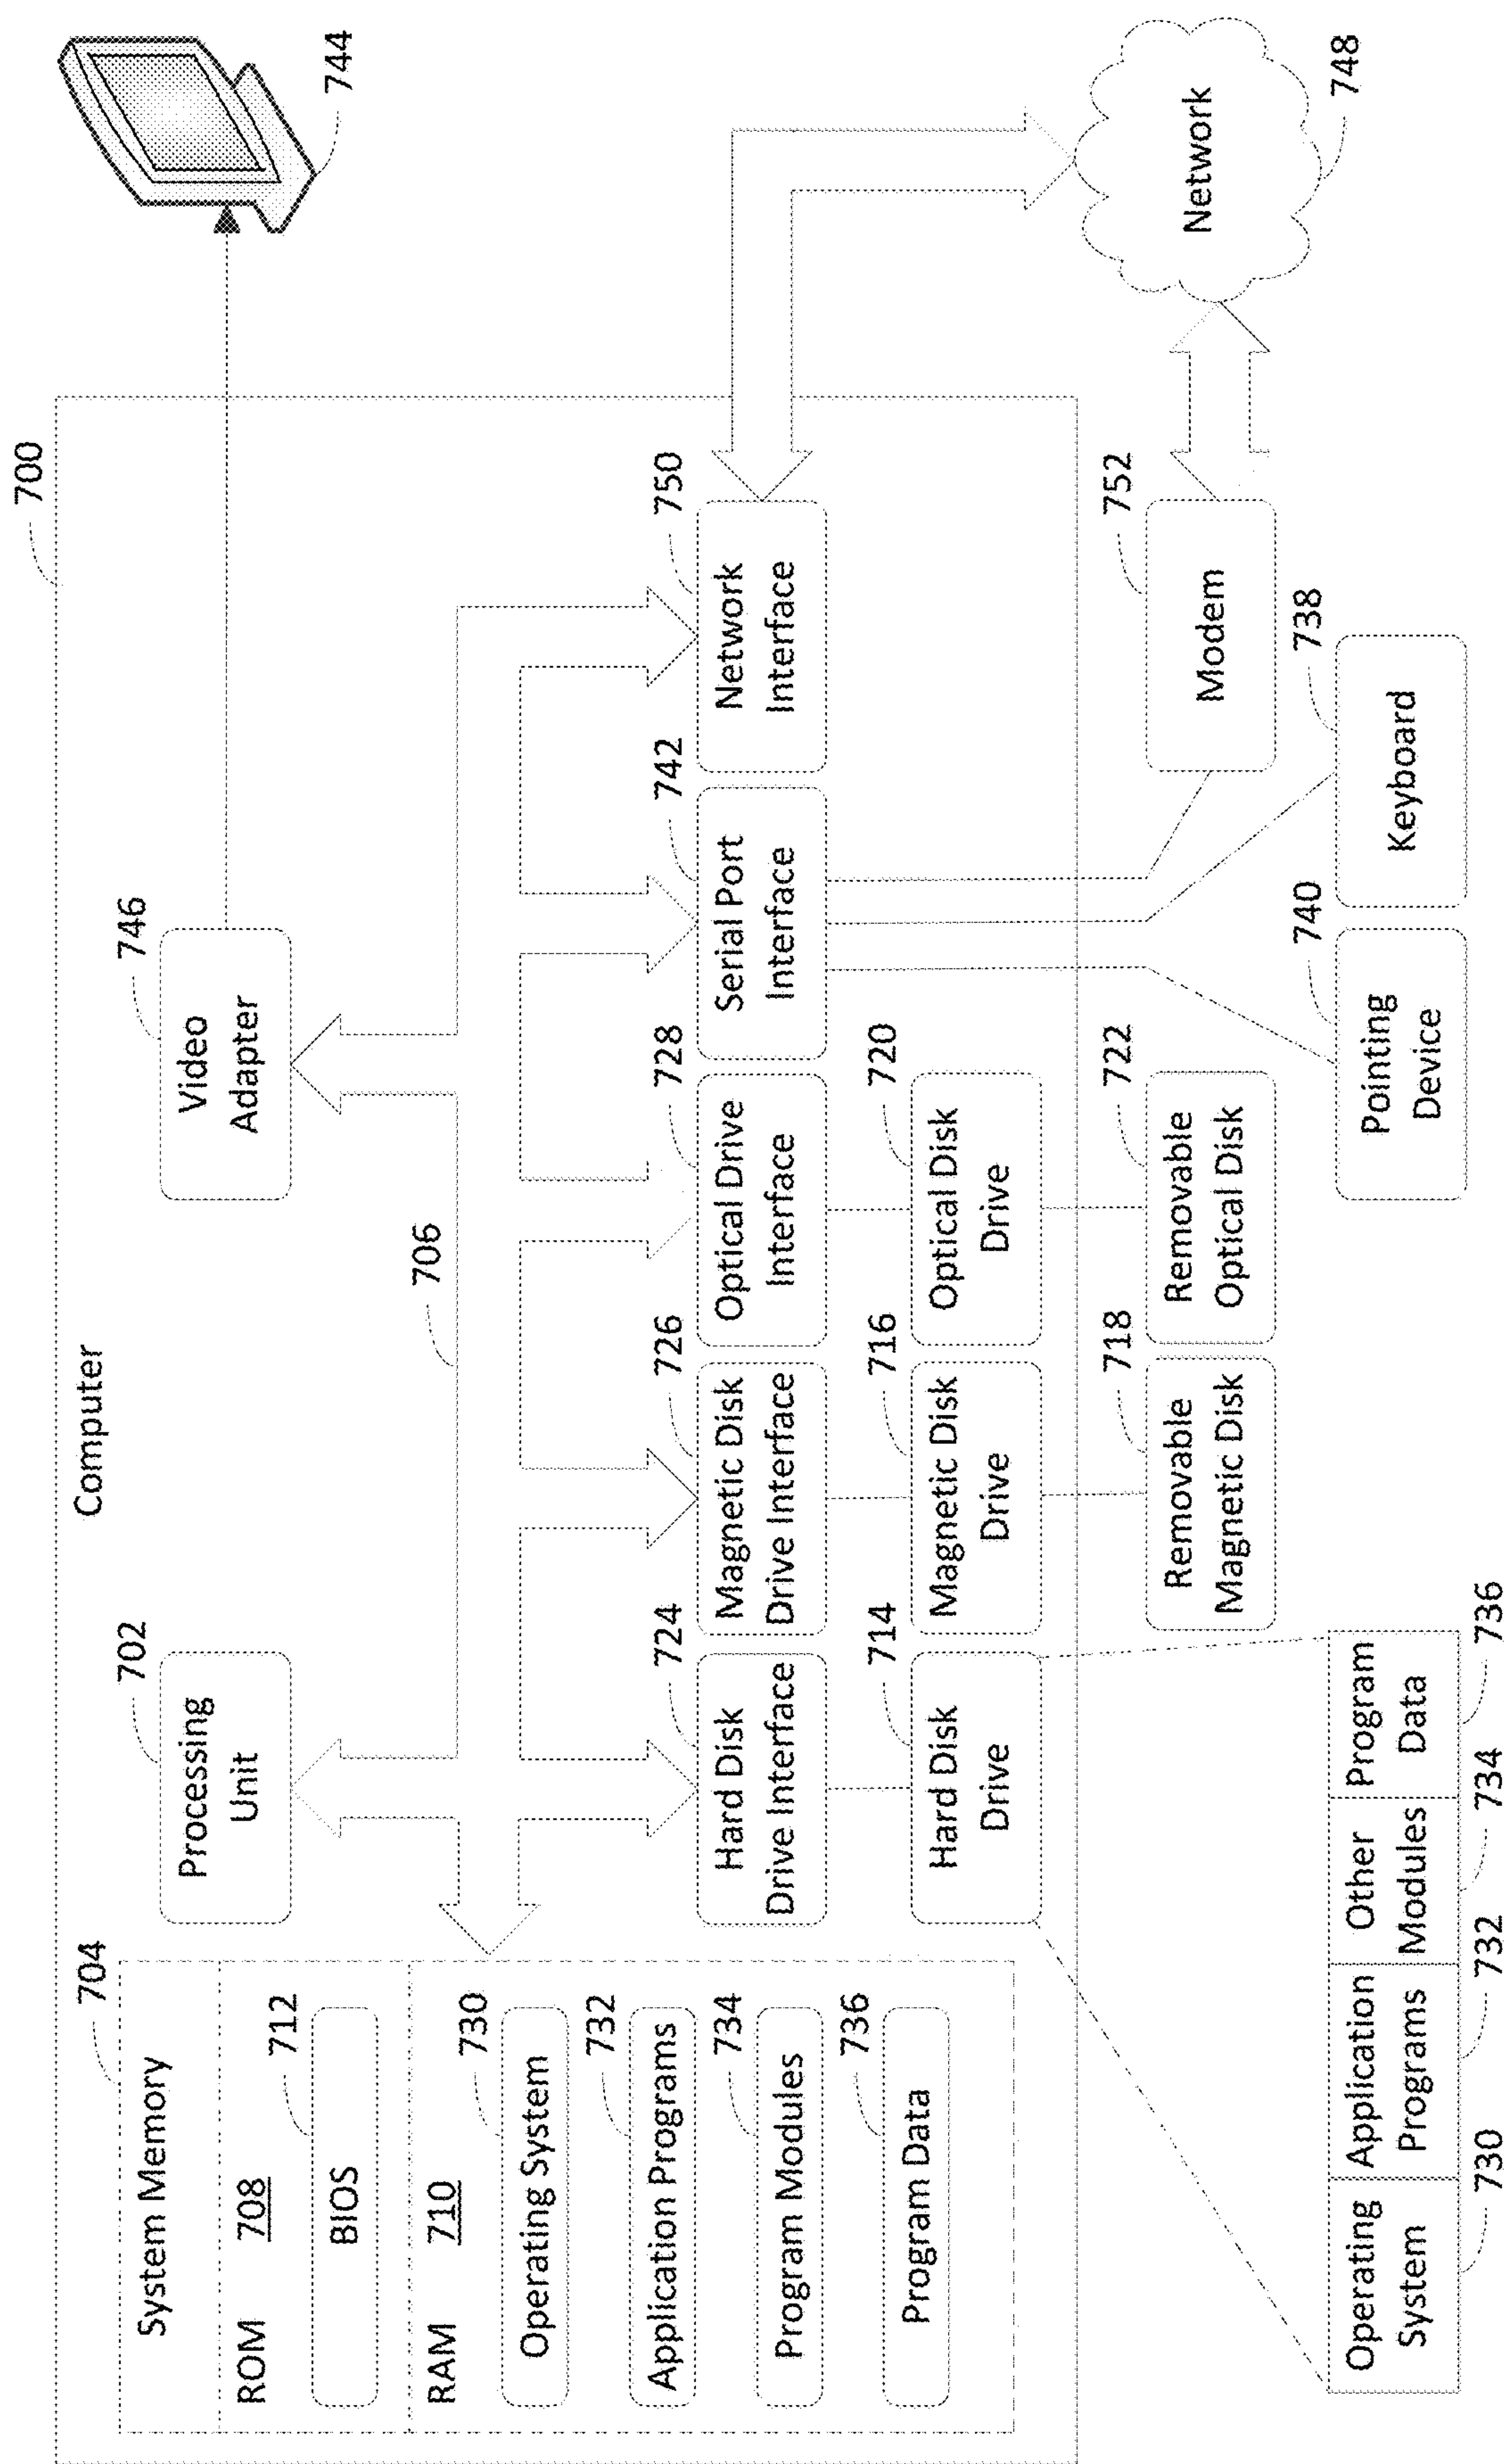 Computer
700
704
System Memory
ROM 708
712
BIOS
RAM 710
730
Operating System
732
Application Programs
734
Program Modules
736
Program Data
702
Processing
Unit
706
746
Video
Adapter
744
724
Hard Disk
Drive Interface
726
Magnetic Disk
Drive Interface
728
Optical Drive
Interface
742
Serial Port
Interface
750
Network
Interface
714
Hard Disk
Drive
716
Magnetic Disk
Drive
720
Optical Disk
Drive
718
Removable
Magnetic Disk
722
Removable
Optical Disk
752
Modem
Network
748
740
Pointing
Device
738
Keyboard
Operating
System
Application
Programs
Other
Modules
Program
Data
730
732
734
736